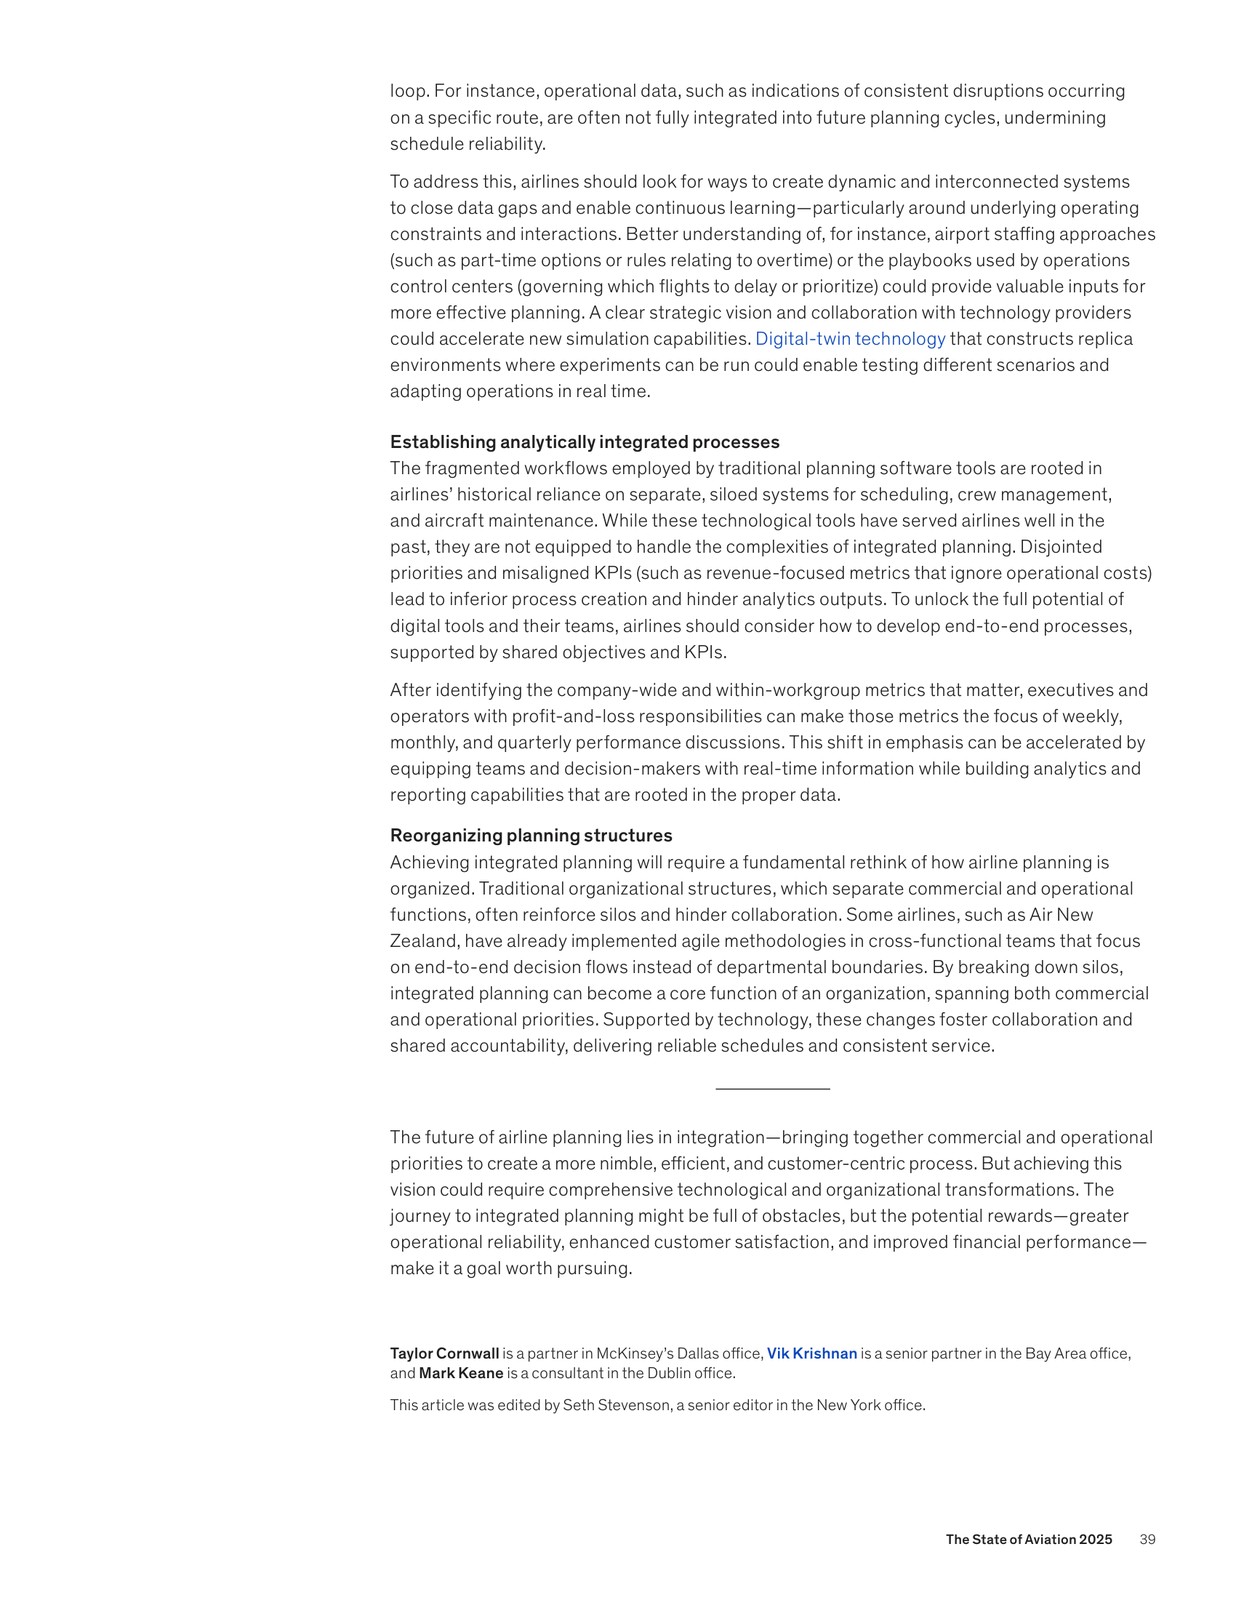 loop. For instance, operational data, such as indications of consistent disruptions occurring
on a specific route, are often not fully integrated into future planning cycles, undermining
schedule reliability.
To address this, airlines should look for ways to create dynamic and interconnected systems
to close data gaps and enable continuous learning—particularly around underlying operating
constraints and interactions. Better understanding of, for instance, airport staffing approaches
(such as part-time options or rules relating to overtime) or the playbooks used by operations
control centers (governing which flights to delay or prioritize) could provide valuable inputs for
more effective planning. A clear strategic vision and collaboration with technology providers
could accelerate new simulation capabilities. Digital-twin technology that constructs replica
environments where experiments can be run could enable testing different scenarios and
adapting operations in real time.
Establishing analytically integrated processes
The fragmented workflows employed by traditional planning software tools are rooted in
airlines’ historical reliance on separate, siloed systems for scheduling, crew management,
and aircraft maintenance. While these technological tools have served airlines well in the
past, they are not equipped to handle the complexities of integrated planning. Disjointed
priorities and misaligned KPIs (such as revenue-focused metrics that ignore operational costs)
lead to inferior process creation and hinder analytics outputs. To unlock the full potential of
digital tools and their teams, airlines should consider how to develop end-to-end processes,
supported by shared objectives and KPIs.
After identifying the company-wide and within-workgroup metrics that matter, executives and
operators with profit-and-loss responsibilities can make those metrics the focus of weekly,
monthly, and quarterly performance discussions. This shift in emphasis can be accelerated by
equipping teams and decision-makers with real-time information while building analytics and
reporting capabilities that are rooted in the proper data.
Reorganizing planning structures
Achieving integrated planning will require a fundamental rethink of how airline planning is
organized. Traditional organizational structures, which separate commercial and operational
functions, often reinforce silos and hinder collaboration. Some airlines, such as Air New
Zealand, have already implemented agile methodologies in cross-functional teams that focus
on end-to-end decision flows instead of departmental boundaries. By breaking down silos,
integrated planning can become a core function of an organization, spanning both commercial
and operational priorities. Supported by technology, these changes foster collaboration and
shared accountability, delivering reliable schedules and consistent service.
The future of airline planning lies in integration—bringing together commercial and operational
priorities to create a more nimble, efficient, and customer-centric process. But achieving this
vision could require comprehensive technological and organizational transformations. The
journey to integrated planning might be full of obstacles, but the potential rewards—greater
operational reliability, enhanced customer satisfaction, and improved financial performance—
make it a goal worth pursuing.
Taylor Cornwall is a partner in McKinsey’s Dallas office, Vik Krishnan is a senior partner in the Bay Area office,
and Mark Keane is a consultant in the Dublin office.
This article was edited by Seth Stevenson, a senior editor in the New York office.
The State of Aviation 2025 39